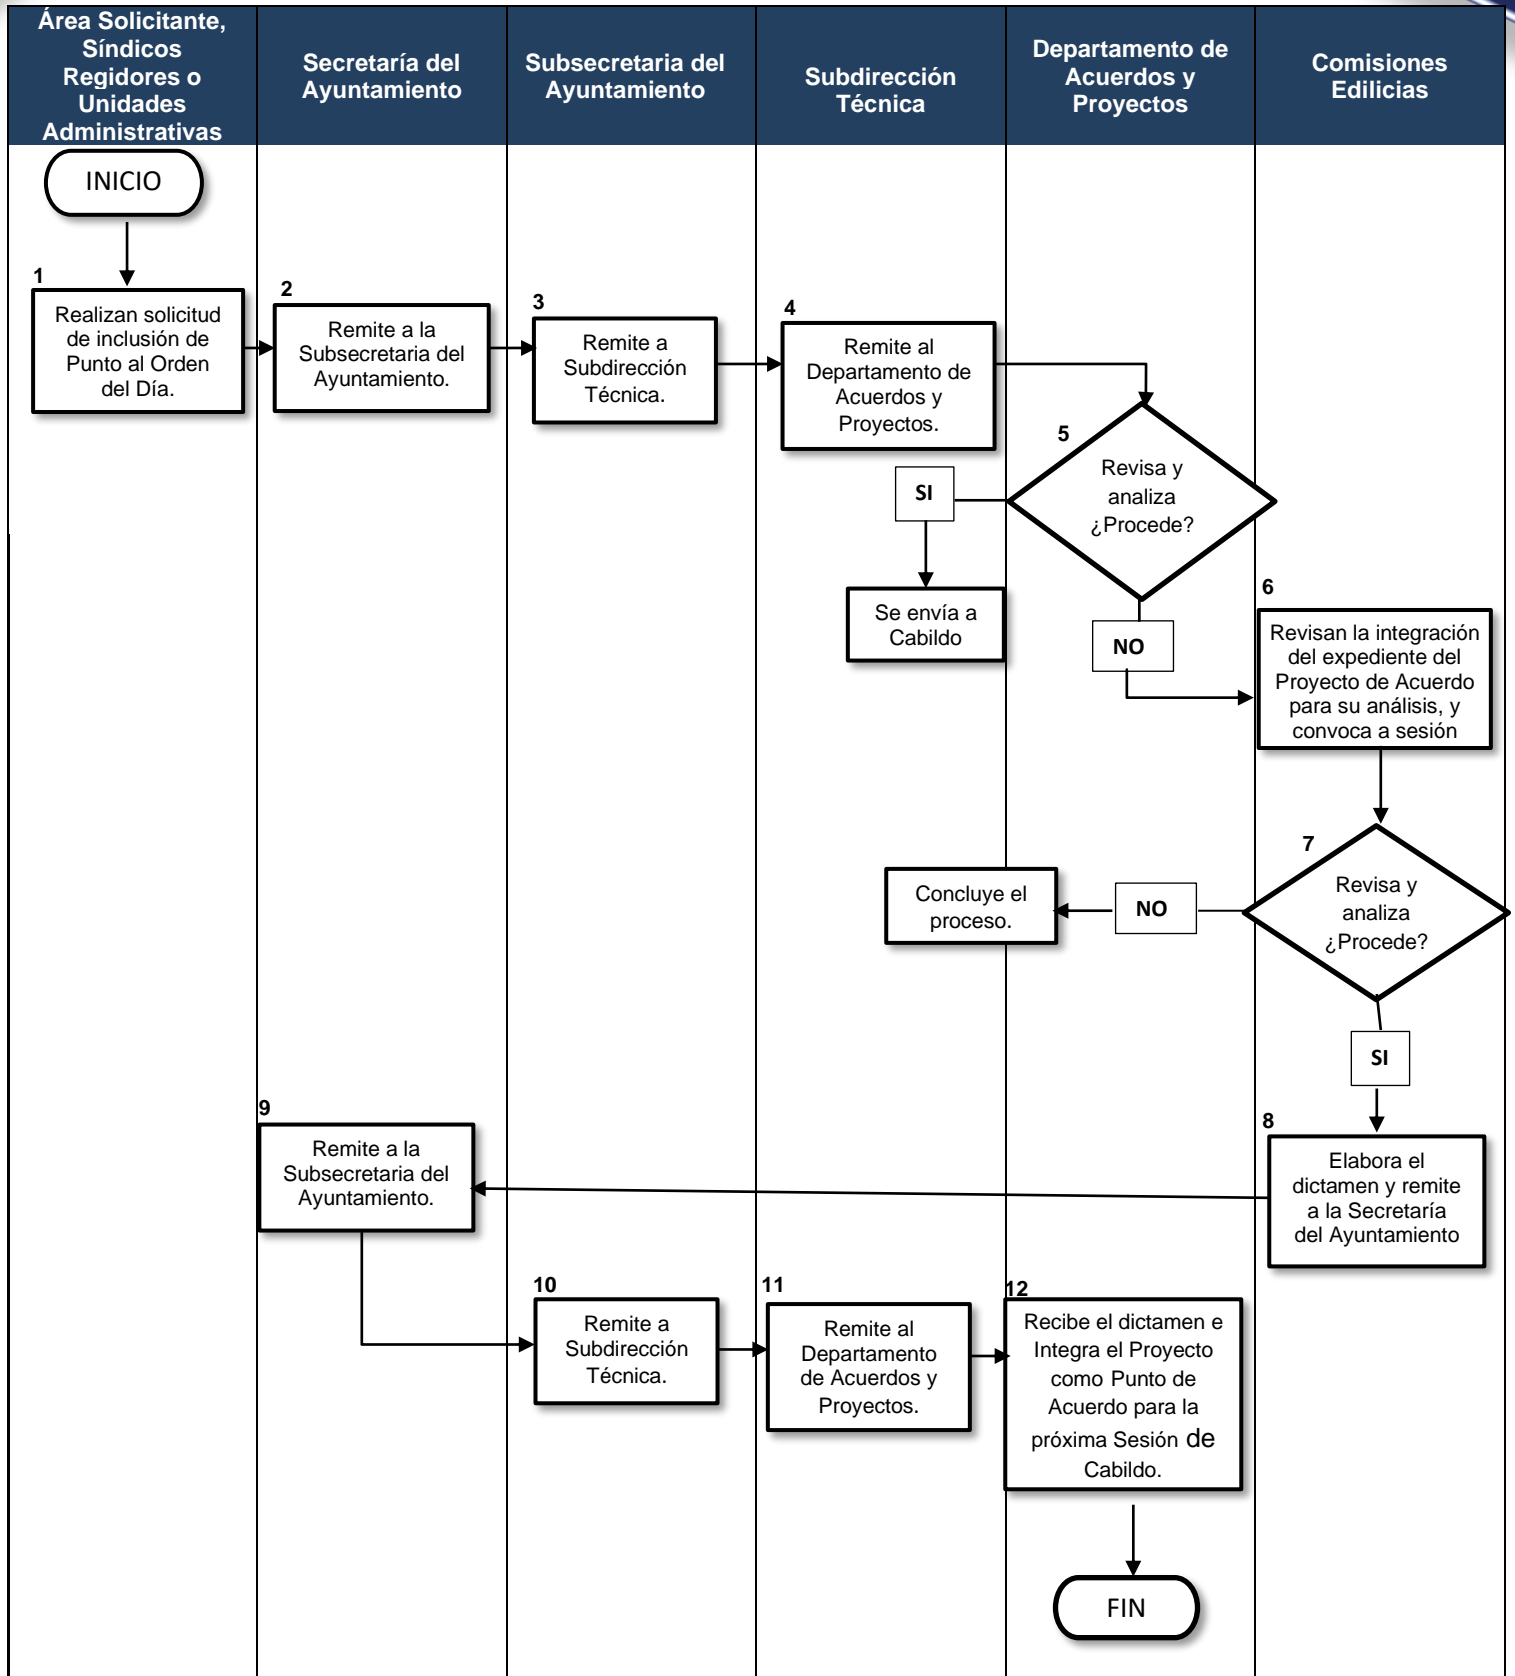 Área Solicitante,
Síndicos
Regidores o
Unidades
Administrativas
Secretaría del
Ayuntamiento
Subsecretaria del
Ayuntamiento
Subdirección
Técnica
Departamento de
Acuerdos y
Proyectos
Comisiones
Edilicias
INICIO
1
Realizan solicitud
de inclusión de
Punto al Orden
del Día.
2
Remite a la
Subsecretaria del
Ayuntamiento.
3
Remite a
Subdirección
Técnica.
4
Remite al
Departamento de
Acuerdos y
Proyectos.
5
Revisa y
analiza
¿Procede?
SI
Se envía a
Cabildo
NO
6
Revisan la integración
del expediente del
Proyecto de Acuerdo
para su análisis, y
convoca a sesión
7
Revisa y
analiza
¿Procede?
NO
Concluye el
proceso.
SI
8
Elabora el
dictamen y remite
a la Secretaría
del Ayuntamiento
9
Remite a la
Subsecretaria del
Ayuntamiento.
10
Remite a
Subdirección
Técnica.
11
Remite al
Departamento
de Acuerdos y
Proyectos.
12
Recibe el dictamen e
Integra el Proyecto
como Punto de
Acuerdo para la
próxima Sesión de
Cabildo.
FIN